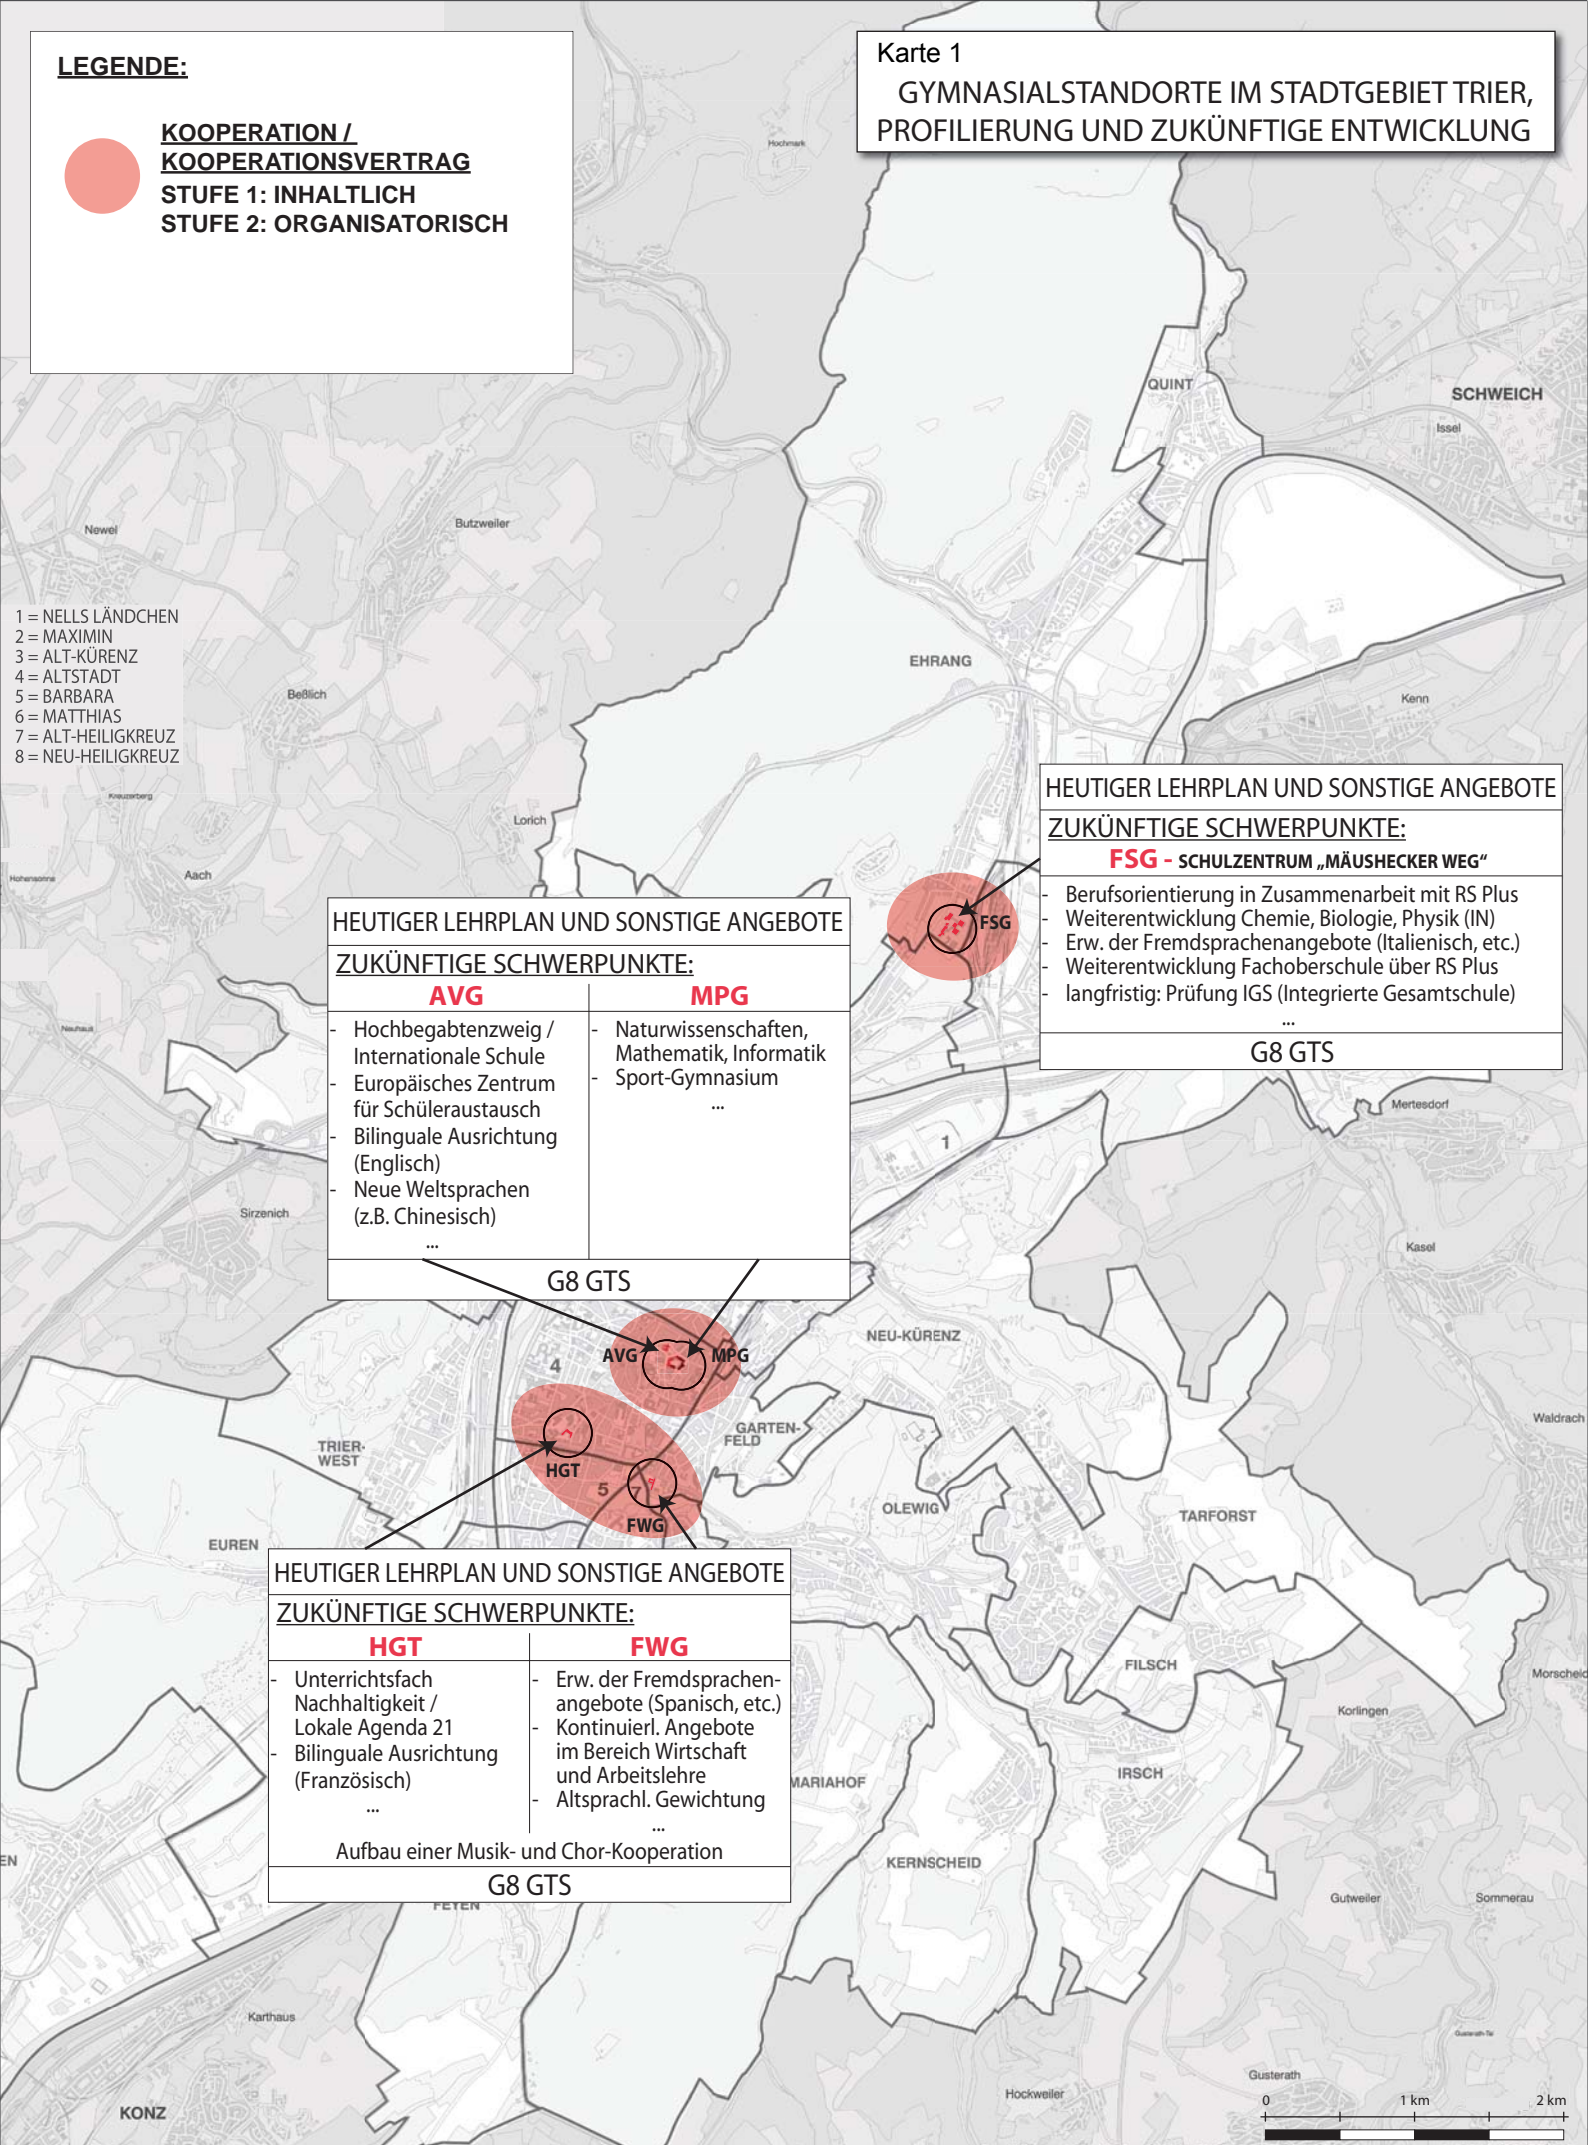 LEGENDE:
KOOPERATION /
KOOPERATIONSVERTRAG
STUFE 1: INHALTLICH
STUFE 2: ORGANISATORISCH
Karte 1
GYMNASIALSTANDORTE IM STADTGEBIET TRIER,
PROFILIERUNG UND ZUKÜNFTIGE ENTWICKLUNG
Hochmark
QUINT
SCHWEICH
Issel
Newel
Butzweiler
1 = NELLS LÄNDCHEN
2 = MAXIMIN
3 = ALT-KÜRENZ
4 = ALTSTADT
5 = BARBARA
6 = MATTHIAS
7 = ALT-HEILIGKREUZ
8 = NEU-HEILIGKREUZ
EHRANG
Beßlich
Kenn
Kreuzerberg
Lorich
Hohensonne
Aach
HEUTIGER LEHRPLAN UND SONSTIGE ANGEBOTE
ZUKÜNFTIGE SCHWERPUNKTE:
FSG - SCHULZENTRUM „MÄUSHECKER WEG“
- Berufsorientierung in Zusammenarbeit mit RS Plus
- Weiterentwicklung Chemie, Biologie, Physik (IN)
- Erw. der Fremdsprachenangebote (Italienisch, etc.)
- Weiterentwicklung Fachoberschule über RS Plus
- langfristig: Prüfung IGS (Integrierte Gesamtschule)
...
G8 GTS
FSG
HEUTIGER LEHRPLAN UND SONSTIGE ANGEBOTE
ZUKÜNFTIGE SCHWERPUNKTE:
AVG
- Hochbegabtenzweig /
Internationale Schule
- Europäisches Zentrum
für Schüleraustausch
- Bilinguale Ausrichtung
(Englisch)
- Neue Weltsprachen
(z.B. Chinesisch)
...
MPG
- Naturwissenschaften,
Mathematik, Informatik
- Sport-Gymnasium
...
G8 GTS
Neuhaus
Mertesdorf
1
Sirzenich
Kasel
NEU-KÜRENZ
AVG
MPG
4
GARTEN-
FELD
Waldrach
TRIER-
WEST
HGT
5
7
FWG
OLEWIG
TARFORST
EUREN
HEUTIGER LEHRPLAN UND SONSTIGE ANGEBOTE
ZUKÜNFTIGE SCHWERPUNKTE:
HGT
- Unterrichtsfach
Nachhaltigkeit /
Lokale Agenda 21
- Bilinguale Ausrichtung
(Französisch)
...
FWG
- Erw. der Fremdsprachen-
angebote (Spanisch, etc.)
- Kontinuierl. Angebote
im Bereich Wirtschaft
und Arbeitslehre
- Altsprachl. Gewichtung
...
Aufbau einer Musik- und Chor-Kooperation
G8 GTS
FILSCH
Morscheid
Korlingen
IRSCH
MARIAHOF
KERNSCHEID
EN
Gutweiler
Sommerau
FEYEN
Karthaus
Gusterath-Tal
Gusterath
Hockweiler
KONZ
0 1 km 2 km